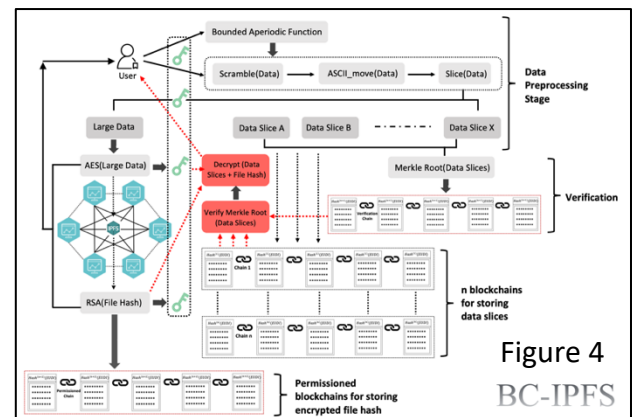 Bounded Aperiodic Function
User
Scramble(Data)
ASCII_move(Data)
Slice(Data)
Data
Preprocessing
Stage
Large Data
Data Slice A
Data Slice B
Data Slice X
AES(Large Data)
Decrypt (Data
Slices + File Hash)
Merkle Root(Data Slices)
Verification
Verification
Chain
IPFS
Verify Merkle Root
(Data Slices)
Chain 1
n blockchains
for storing
data slices
RSA(File Hash)
Chain n
Figure 4
BC-IPFS
Permissioned
Chain
Permissioned
blockchains for storing
encrypted file hash